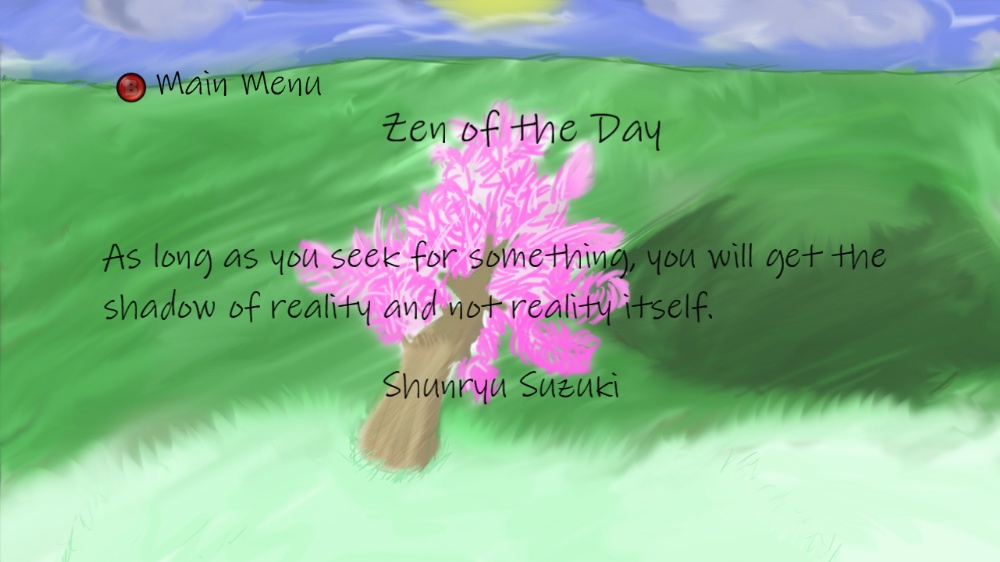 B Main Menu
Zen of the Day
As long as you seek for something, you will get the
shadow of reality and not reality itself.
Shunryu Suzuki